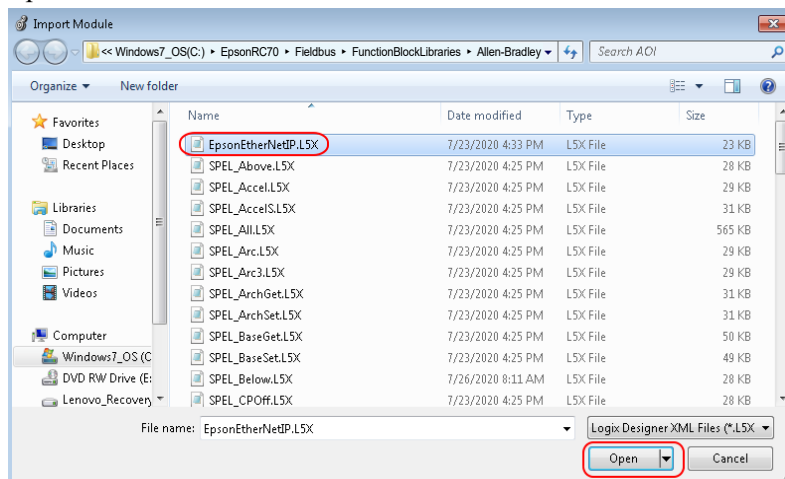 Import Module
<< Windows7_OS(C:) ▸ EpsonRC70 ▸ Fieldbus ▸ FunctionBlockLibraries ▸ Allen-Bradley
Search AOI
Organize New folder
Name Date modified Type Size
Favorites
Desktop
Recent Places
Libraries
Documents
Music
Pictures
Videos
Computer
Windows7_OS (C
DVD RW Drive (E:
Lenovo_Recovery
EpsonEtherNetIP.L5X 7/23/2020 4:33 PM L5X File 23 KB
SPEL_Above.L5X 7/23/2020 4:25 PM L5X File 28 KB
SPEL_Accel.L5X 7/23/2020 4:25 PM L5X File 29 KB
SPEL_AccelS.L5X 7/23/2020 4:25 PM L5X File 31 KB
SPEL_All.L5X 7/23/2020 4:25 PM L5X File 565 KB
SPEL_Arc.L5X 7/23/2020 4:25 PM L5X File 29 KB
SPEL_Arc3.L5X 7/23/2020 4:25 PM L5X File 29 KB
SPEL_ArchGet.L5X 7/23/2020 4:25 PM L5X File 31 KB
SPEL_ArchSet.L5X 7/23/2020 4:25 PM L5X File 31 KB
SPEL_BaseGet.L5X 7/23/2020 4:25 PM L5X File 50 KB
SPEL_BaseSet.L5X 7/23/2020 4:25 PM L5X File 49 KB
SPEL_Below.L5X 7/26/2020 8:11 AM L5X File 28 KB
SPEL_CPOff.L5X 7/23/2020 4:25 PM L5X File 28 KB
File name: EpsonEtherNetIP.L5X
Logix Designer XML Files (*.L5X
Open Cancel